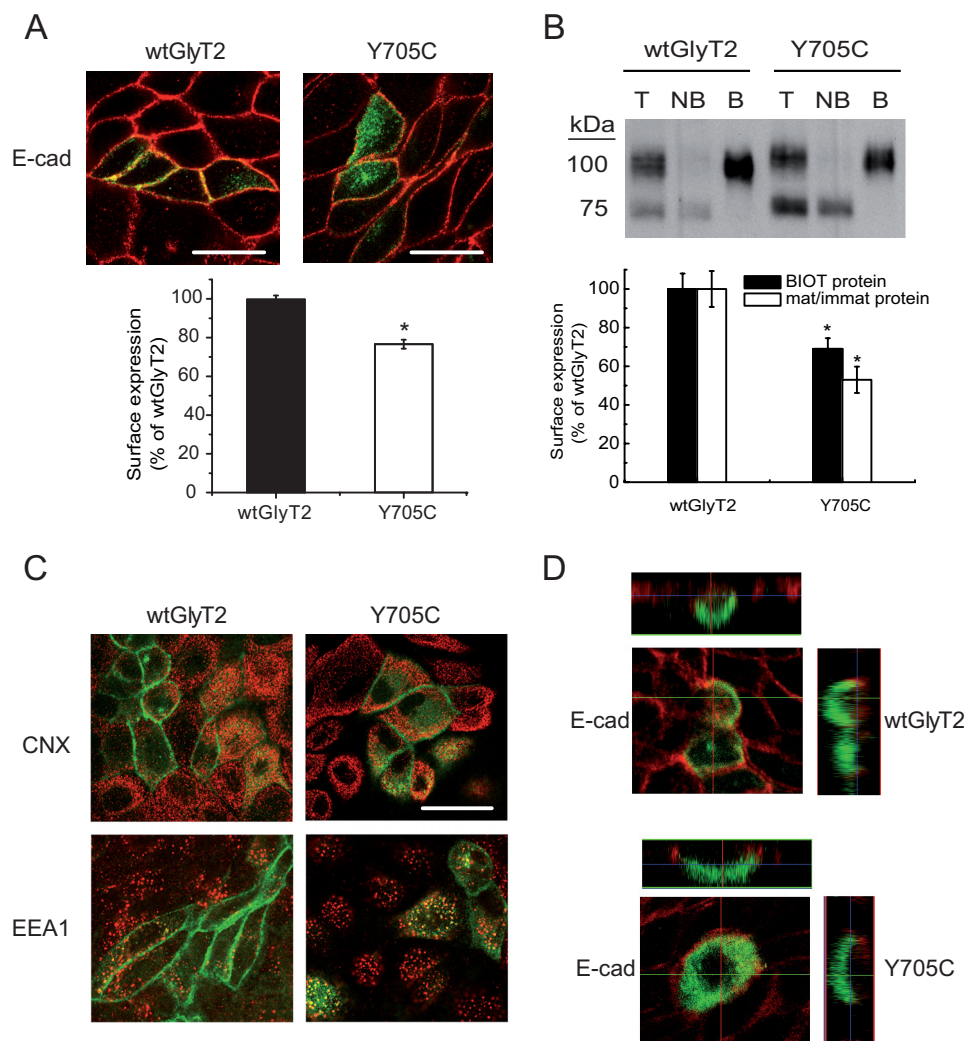 A
wtGlyT2 Y705C
E-cad
Surface expression
(% of wtGlyT2)
100
80
60
40
20
0
*
wtGlyT2 Y705C
B
wtGlyT2 Y705C
T NB B T NB B
kDa
100
75
Surface expression
(% of wtGlyT2)
100
80
60
40
20
0
BIOT protein
mat/immat protein
*
*
wtGlyT2 Y705C
C
wtGlyT2 Y705C
CNX
EEA1
D
E-cad wtGlyT2
E-cad Y705C